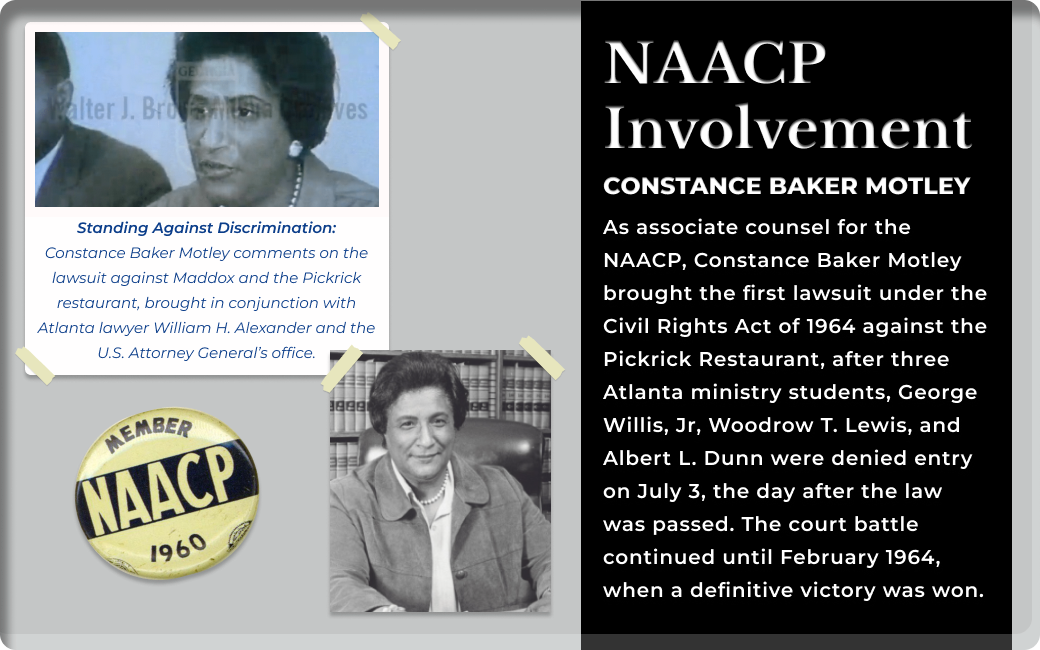 GEORGIA
Walter J. Brown Media Archives
Standing Against Discrimination:
Constance Baker Motley comments on the
lawsuit against Maddox and the Pickrick
restaurant, brought in conjunction with
Atlanta lawyer William H. Alexander and the
U.S. Attorney General's office.
MEMBER
NAACP
1960
NAACP
Involvement
CONSTANCE BAKER MOTLEY
As associate counsel for the
NAACP, Constance Baker Motley
brought the first lawsuit under the
Civil Rights Act of 1964 against the
Pickrick Restaurant, after three
Atlanta ministry students, George
Willis, Jr, Woodrow T. Lewis, and
Albert L. Dunn were denied entry
on July 3, the day after the law
was passed. The court battle
continued until February 1964,
when a definitive victory was won.